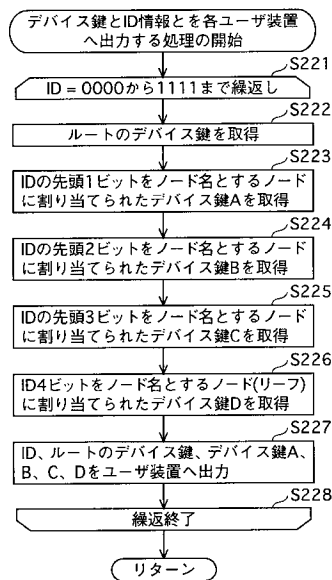 デバイス鍵とID情報とを各ユーザ装置
へ出力する処理の開始
S221
ID=0000から1111まで繰返し
S222
ルートのデバイス鍵を取得
S223
IDの先頭1ビットをノード名とするノード
に割り当てられたデバイス鍵Aを取得
S224
IDの先頭2ビットをノード名とするノード
に割り当てられたデバイス鍵Bを取得
S225
IDの先頭3ビットをノード名とするノード
に割り当てられたデバイス鍵Cを取得
S226
ID4ビットをノード名とするノード(リーフ)
に割り当てられたデバイス鍵Dを取得
S227
ID、ルートのデバイス鍵、デバイス鍵A、
B、C、Dをユーザ装置へ出力
S228
繰返終了
リターン